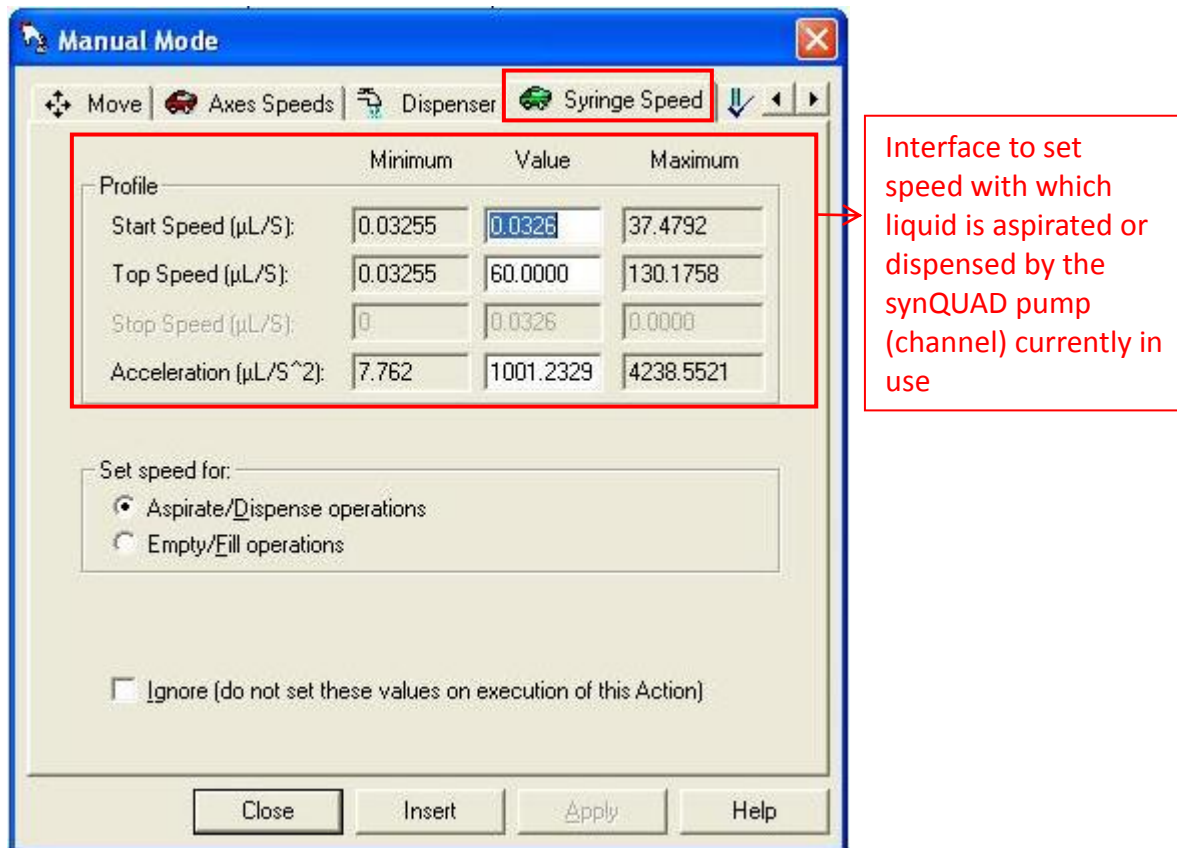 Manual Mode
Move
Axes Speeds
Dispenser
Syringe Speed
Minimum Value Maximum
Profile
Start Speed (µL/S): 0.03255 0.0326 37.4792
Top Speed (µL/S): 0.03255 60.0000 130.1758
Stop Speed (µL/S): 0 0.0326 0.0000
Acceleration (µL/S^2): 7.762 1001.2329 4238.5521
Set speed for:
Aspirate/Dispense operations
Empty/Fill operations
Ignore (do not set these values on execution of this Action)
Close Insert Apply Help
Interface to set
speed with which
liquid is aspirated or
dispensed by the
synQUAD pump
(channel) currently in
use